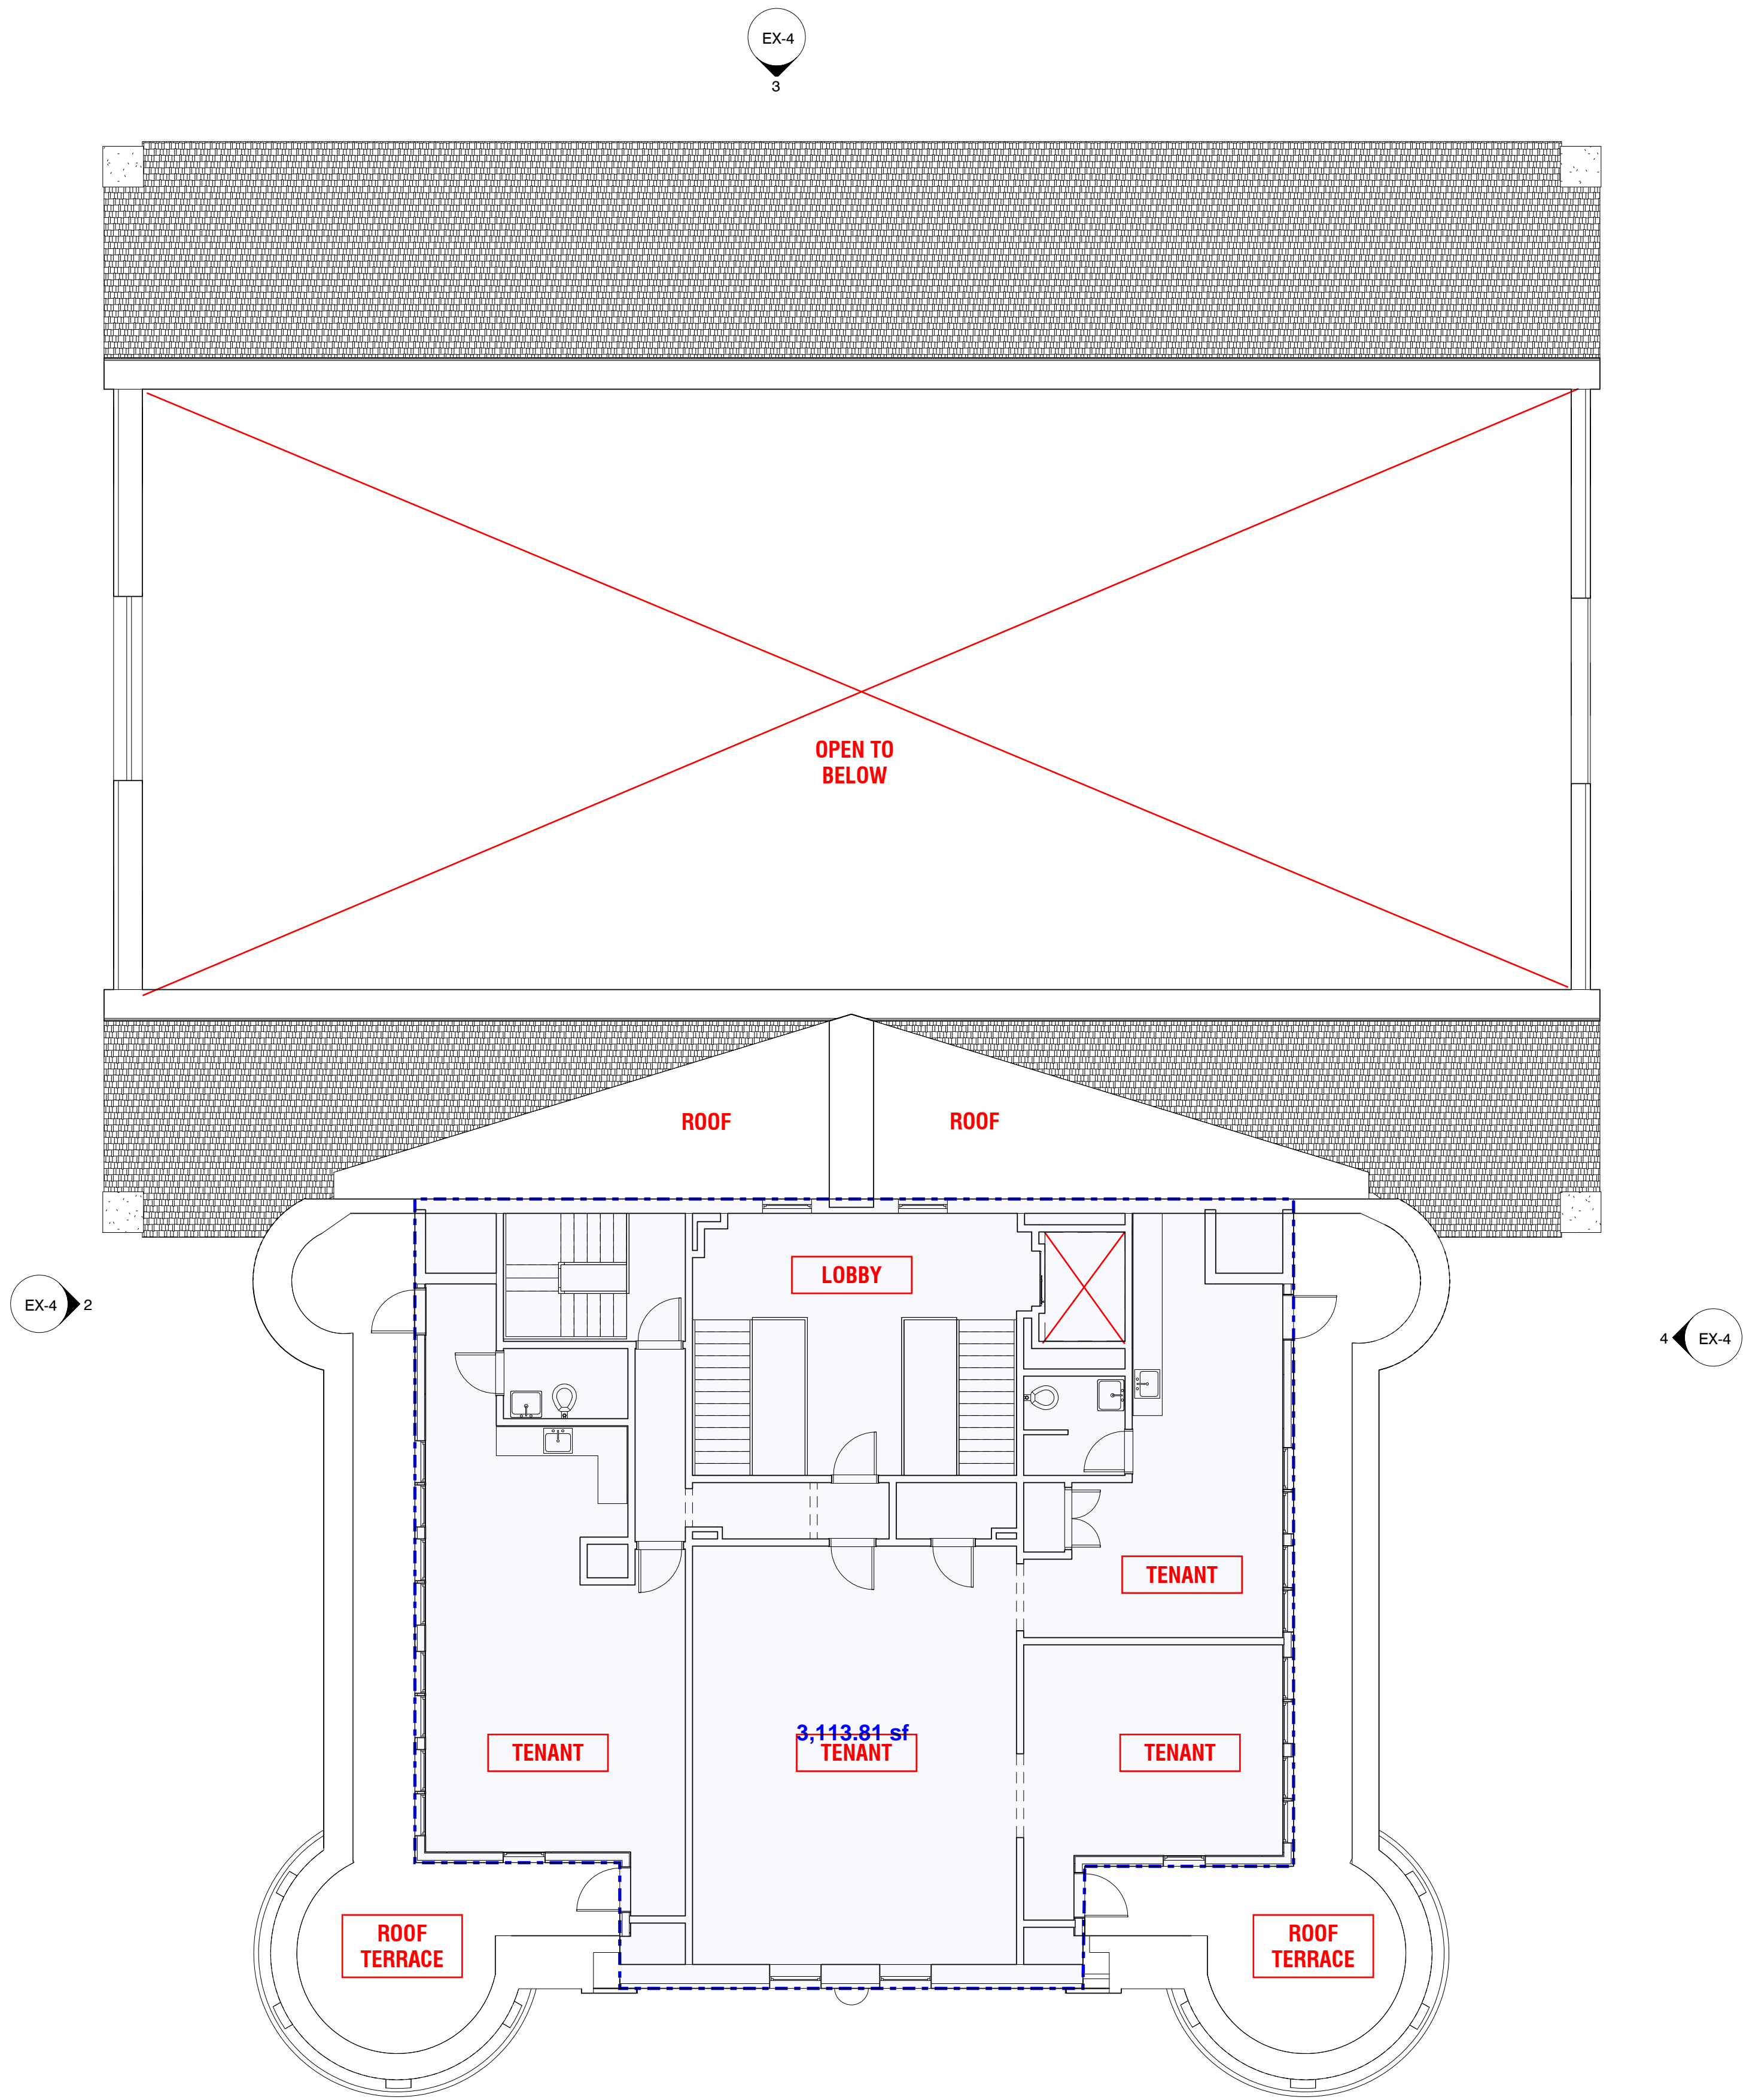 EX-4
3
OPEN TO
BELOW
ROOF
ROOF
LOBBY
EX-4
2
4
EX-4
TENANT
3,113.81 sf
TENANT
TENANT
TENANT
ROOF
TERRACE
ROOF
TERRACE